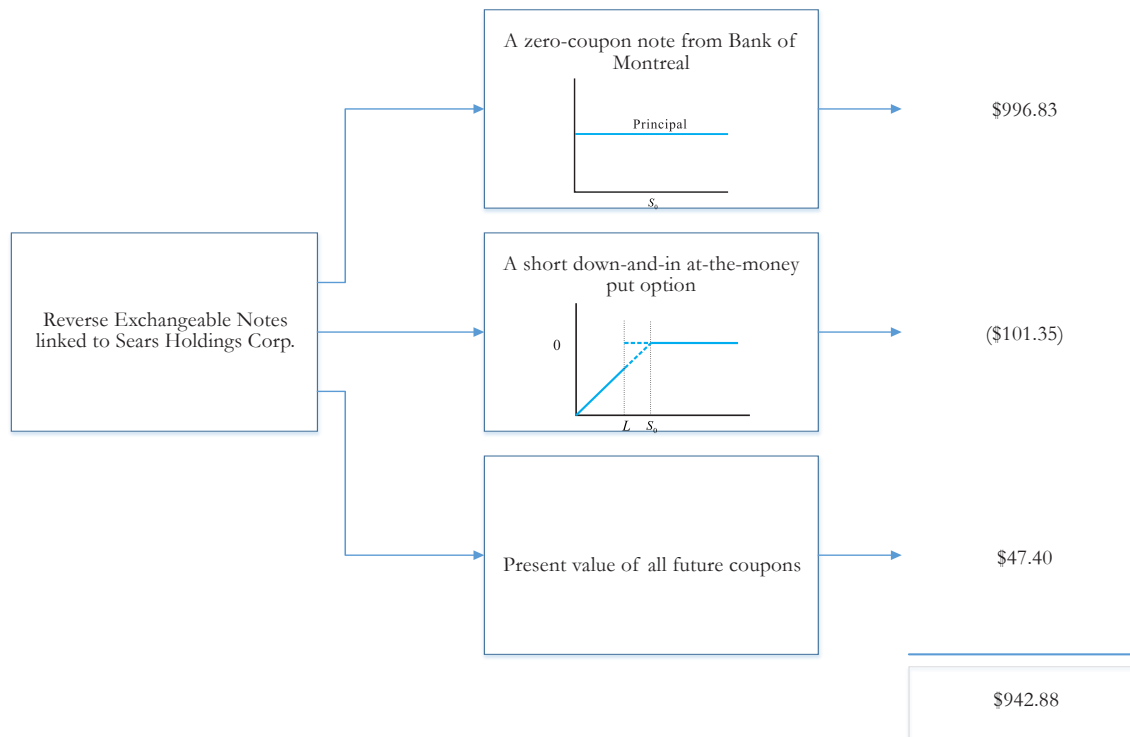 A zero-coupon note from Bank of
Montreal
Principal
S₀
$996.83
Reverse Exchangeable Notes
linked to Sears Holdings Corp.
A short down-and-in at-the-money
put option
0
L S₀
($101.35)
Present value of all future coupons
$47.40
$942.88